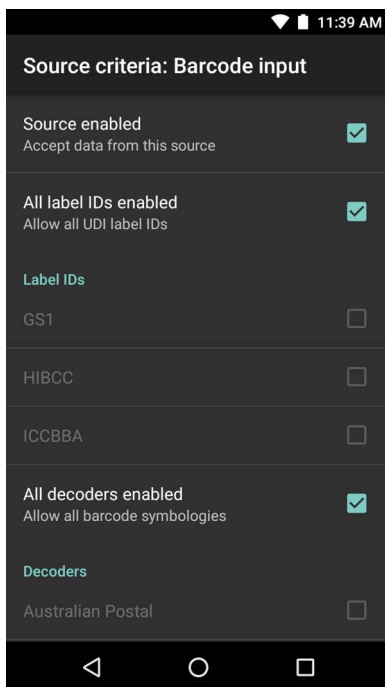 11:39 AM
Source criteria: Barcode input
Source enabled
Accept data from this source
All label IDs enabled
Allow all UDI label IDs
Label IDs
GS1
HIBCC
ICCBBA
All decoders enabled
Allow all barcode symbologies
Decoders
Australian Postal